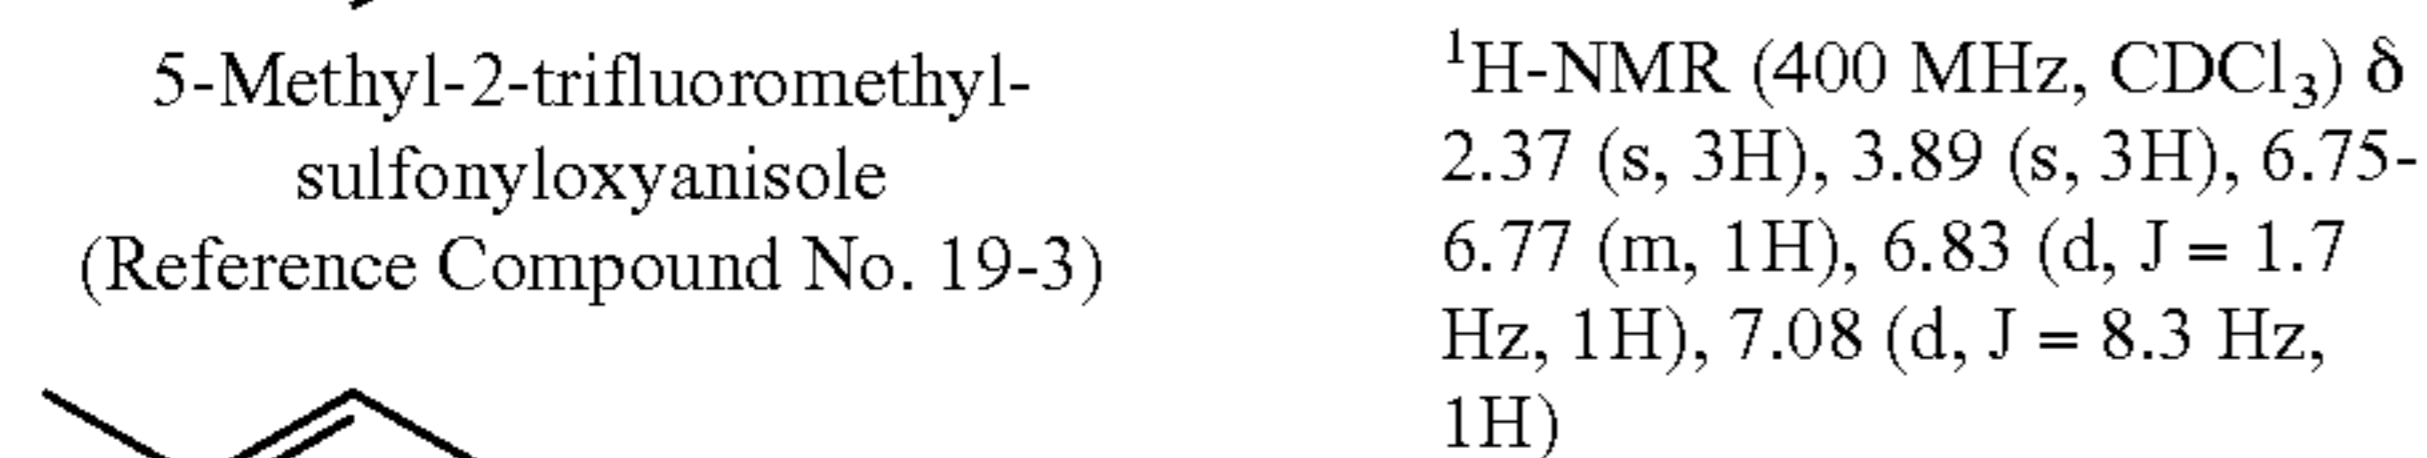 5-Methyl-2-trifluoromethyl-
sulfonyloxyanisole
(Reference Compound No. 19-3)
¹H-NMR (400 MHz, CDCl₃) δ
2.37 (s, 3H), 3.89 (s, 3H), 6.75-
6.77 (m, 1H), 6.83 (d, J = 1.7
Hz, 1H), 7.08 (d, J = 8.3 Hz,
1H)